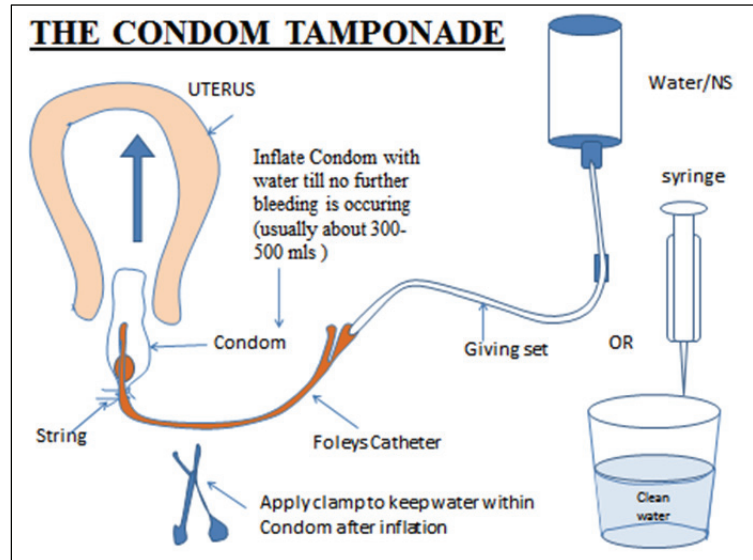 THE CONDOM TAMPONADE
UTERUS
Water/NS
Inflate Condom with
water till no further
bleeding is occuring
(usually about 300-
500 mls )
syringe
Condom
Giving set
OR
String
Foleys Catheter
Apply clamp to keep water within
Condom after inflation
Clean
water